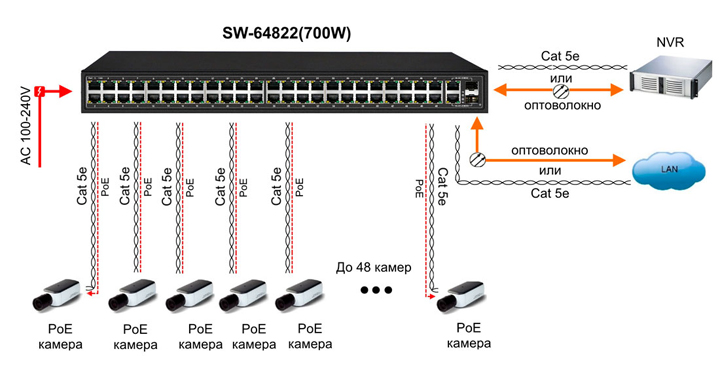 SW-64822(700W)
Cat 5e
NVR
или
оптоволокно
AC 100-240V
оптоволокно
или
Cat 5e
LAN
Cat 5e
PoE
Cat 5e
PoE
Cat 5e
PoE
Cat 5e
PoE
Cat 5e
PoE
PoE
Cat 5e
До 48 камер
PoE
камера
PoE
камера
PoE
камера
PoE
камера
PoE
камера
PoE
камера